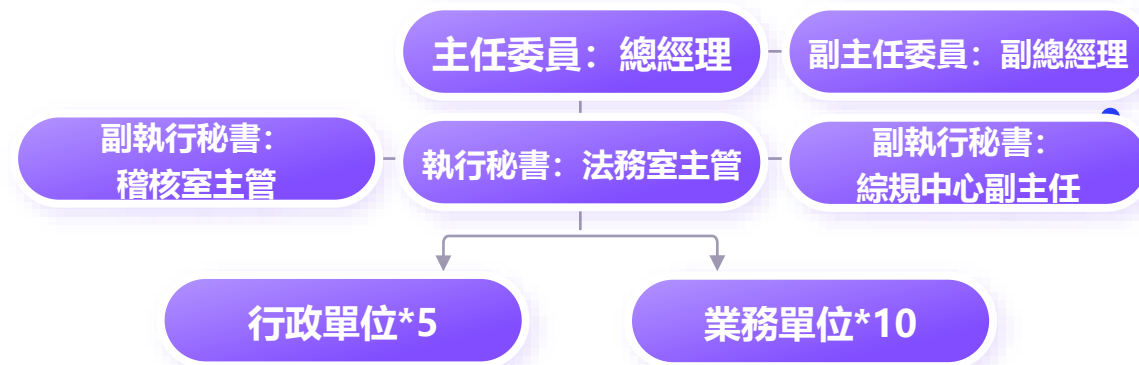 主任委員：總經理
副主任委員：副總經理
副執行秘書：
稽核室主管
執行秘書：法務室主管
副執行秘書：
綜規中心副主任
行政單位*5
業務單位*10